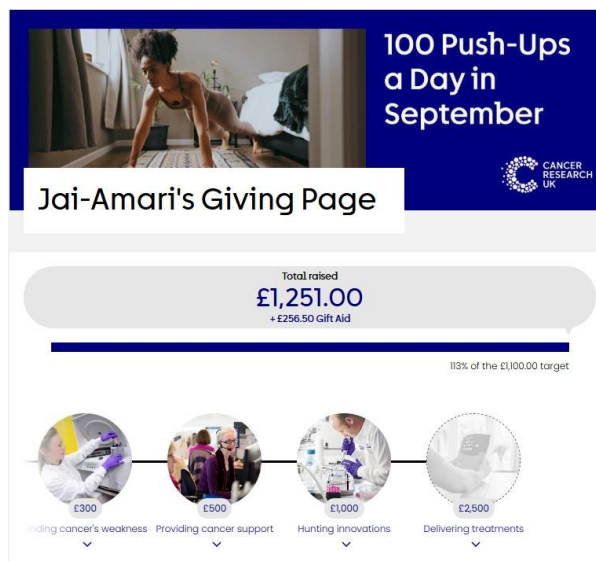 100 Push-Ups
a Day in
September
CANCER
RESEARCH
UK
Jai-Amari's Giving Page
Total raised
£1,251.00
+ £256.50 Gift Aid
113% of the £1,100.00 target
£300
£500
£1,000
£2,500
nding cancer's weakness
Providing cancer support
Hunting innovations
Delivering treatments